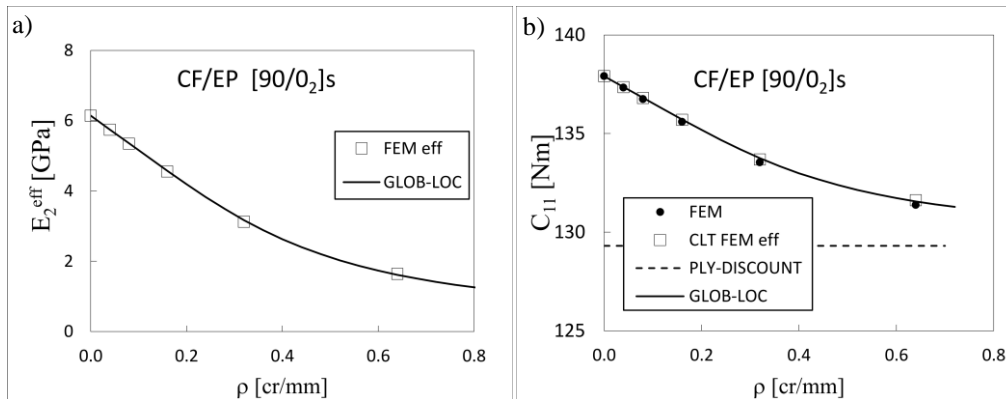 a)
8
6
4
2
0
0.0 0.2 0.4 0.6 0.8
E₂ᵉᶠᶠ [GPa]
ρ [cr/mm]
CF/EP [90/0₂]s
FEM eff
GLOB-LOC
b)
140
135
130
125
0.0 0.2 0.4 0.6 0.8
C₁₁ [Nm]
ρ [cr/mm]
CF/EP [90/0₂]s
FEM
CLT FEM eff
PLY-DISCOUNT
GLOB-LOC